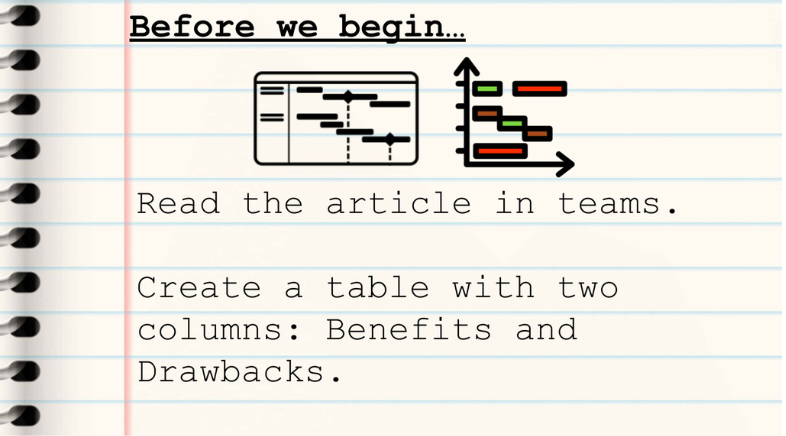 Before we begin…
Read the article in teams.
Create a table with two
columns: Benefits and
Drawbacks.